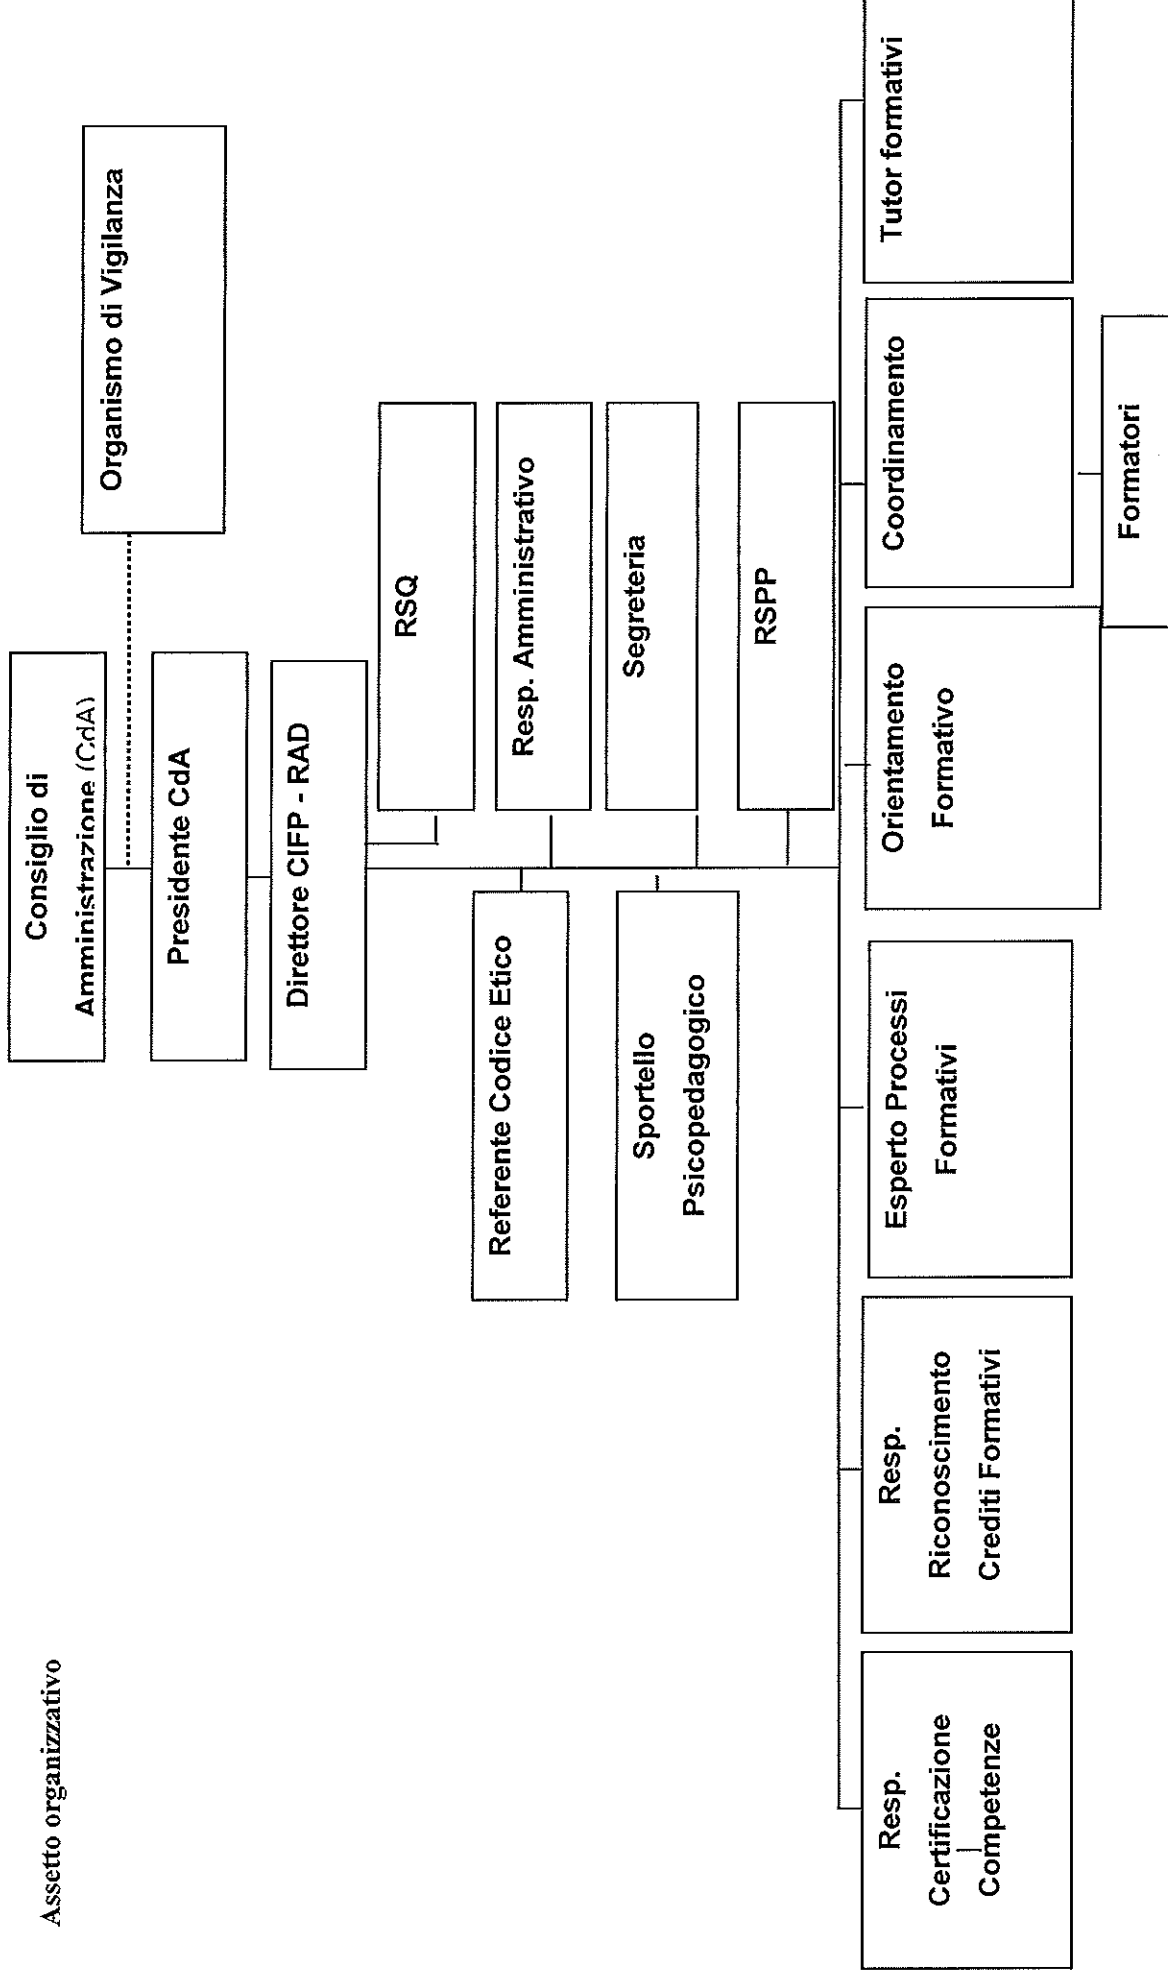 Assetto organizzativo
Consiglio di
Amministrazione (CdA)
Organismo di Vigilanza
Presidente CdA
Direttore CIFP - RAD
RSQ
Referente Codice Etico
Resp. Amministrativo
Segreteria
Sportello
Psicopedagogico
RSPP
Resp.
Certificazione
Competenze
Resp.
Riconoscimento
Crediti Formativi
Esperto Processi
Formativi
Orientamento
Formativo
Coordinamento
Tutor formativi
Formatori